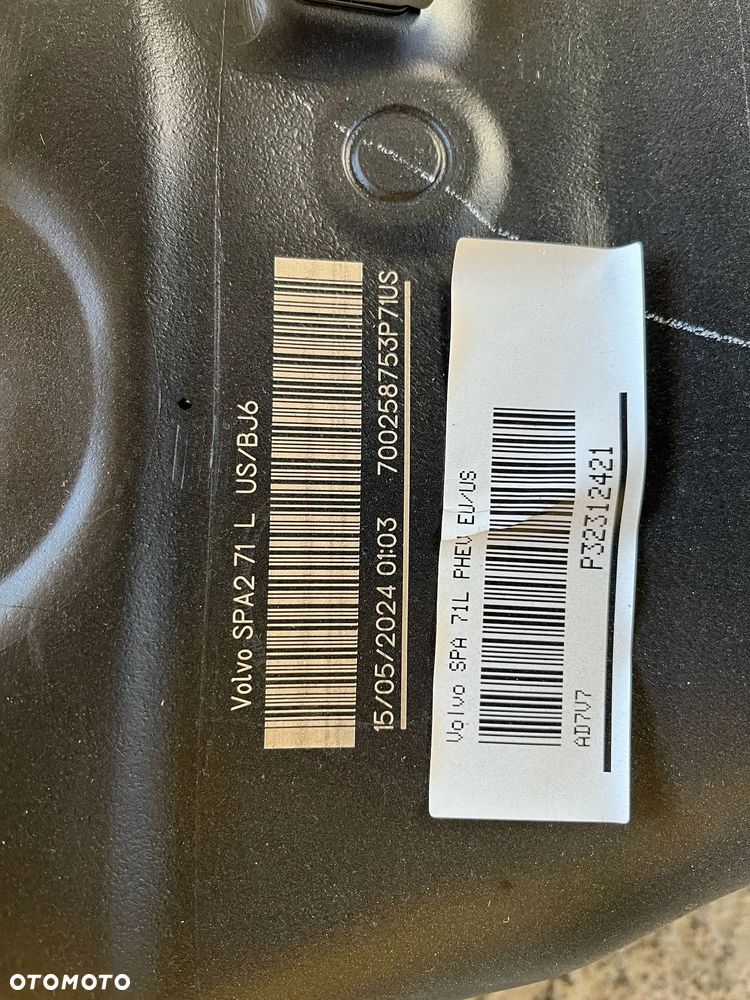 Volvo SPA2 71 L US/BJ6
15/05/2024 01:03 700258753P71US
Volvo SPA 71L PHEV EU/US
AD7V7 P32312421
OTOMOTO